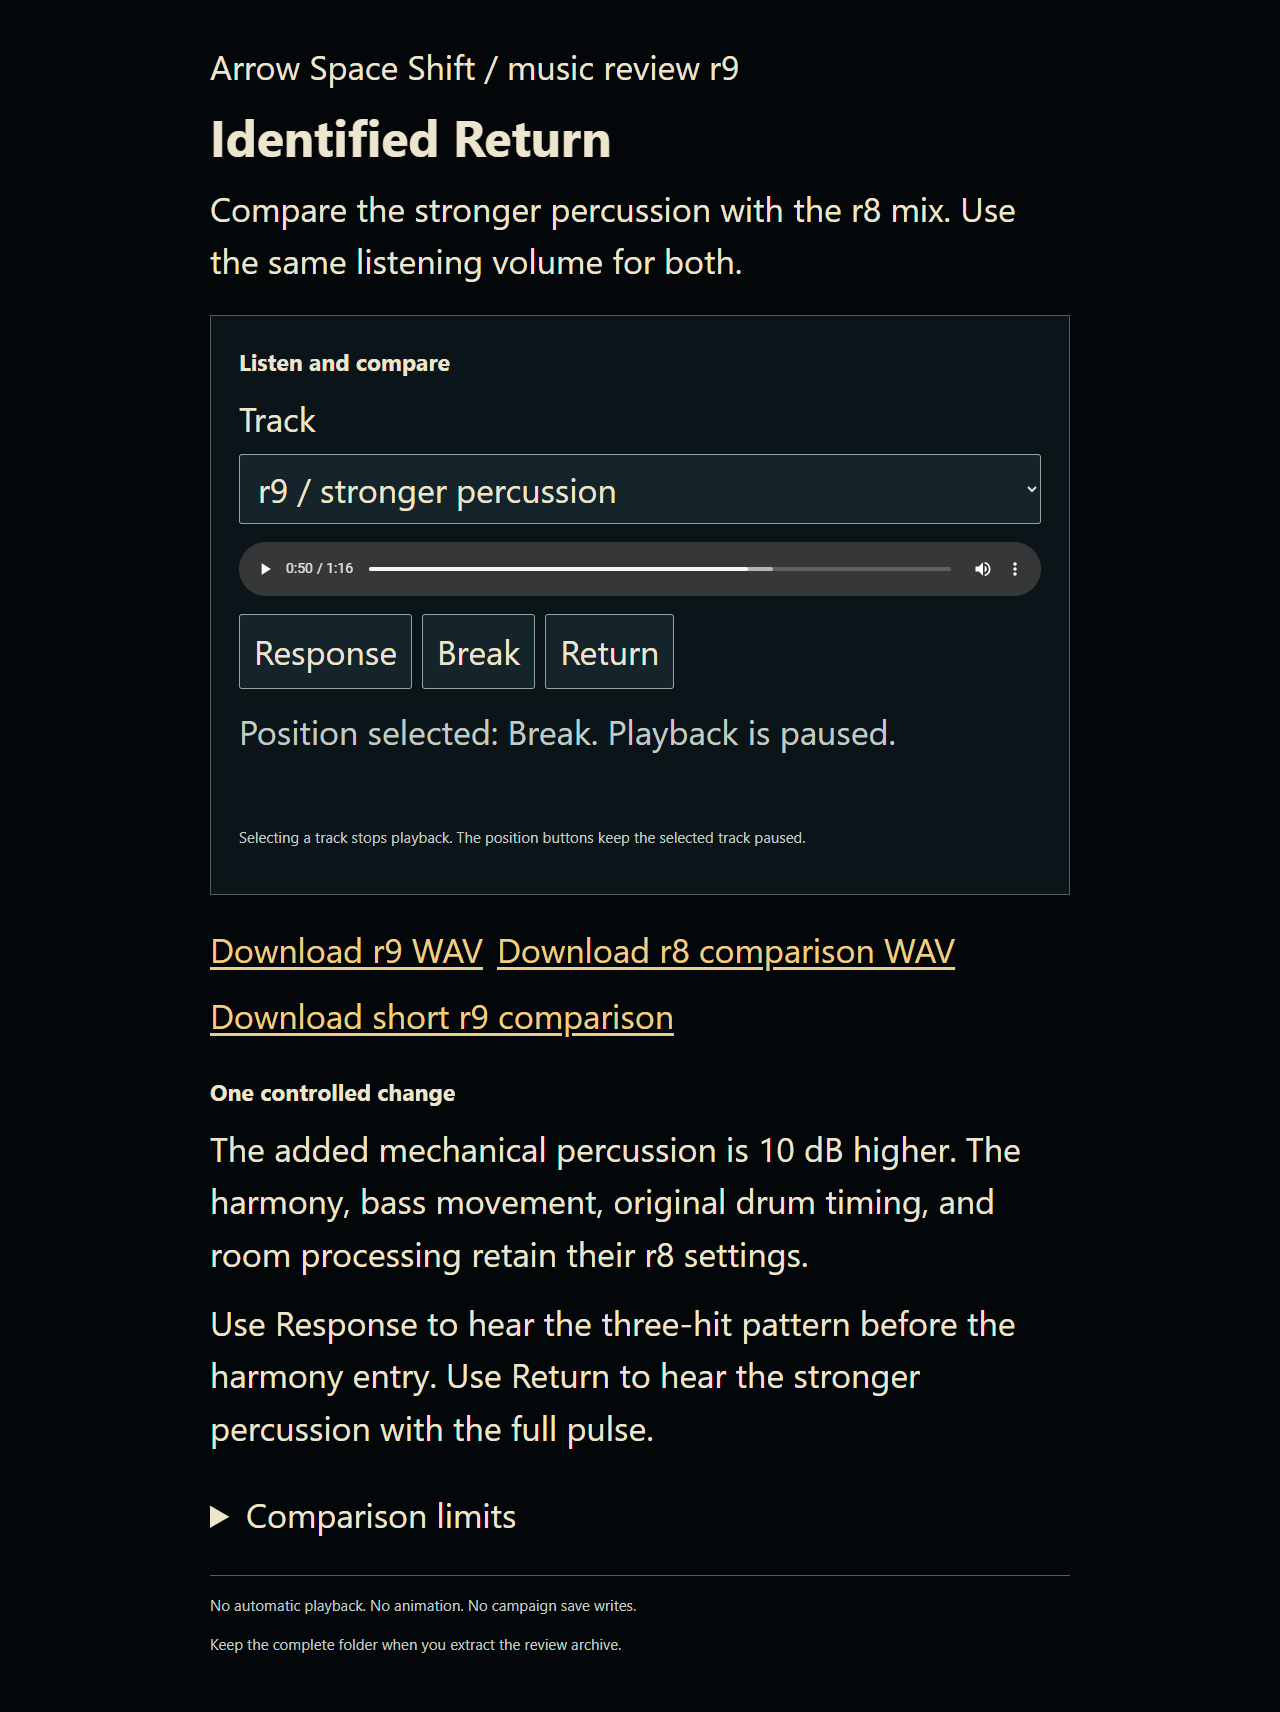 Arrow Space Shift / music review r9
Identified Return
Compare the stronger percussion with the r8 mix. Use
the same listening volume for both.
Listen and compare
Track
r9 / stronger percussion
0:50 / 1:16
Response Break Return
Position selected: Break. Playback is paused.
Selecting a track stops playback. The position buttons keep the selected track paused.
Download r9 WAV Download r8 comparison WAV
Download short r9 comparison
One controlled change
The added mechanical percussion is 10 dB higher. The
harmony, bass movement, original drum timing, and
room processing retain their r8 settings.
Use Response to hear the three-hit pattern before the
harmony entry. Use Return to hear the stronger
percussion with the full pulse.
Comparison limits
No automatic playback. No animation. No campaign save writes.
Keep the complete folder when you extract the review archive.